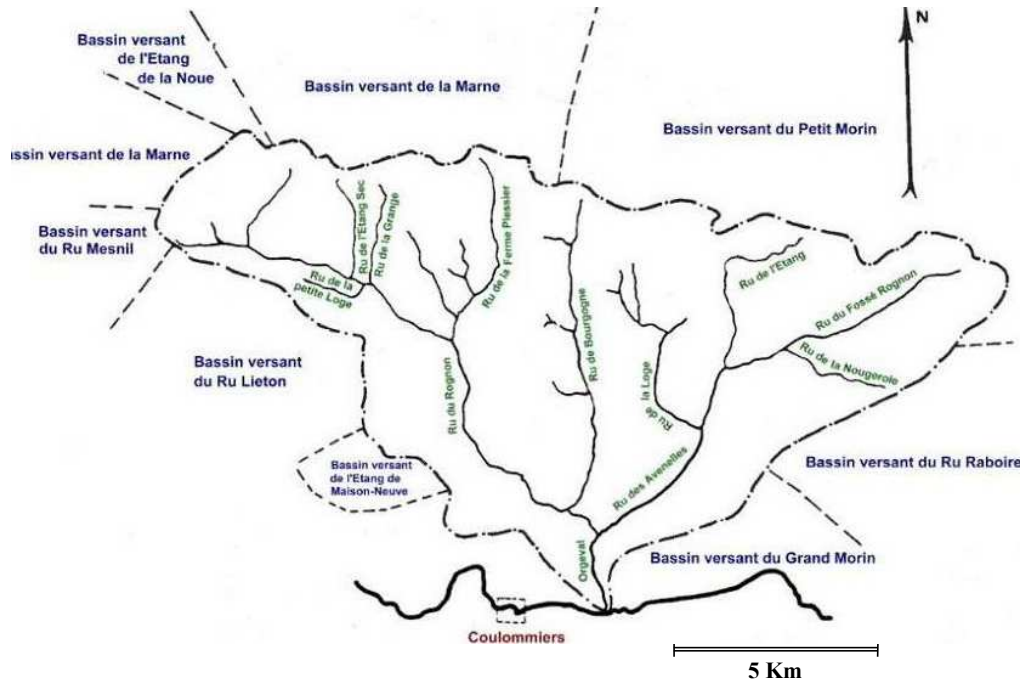 N
Bassin versant
de l'Etang
de la Noue
Bassin versant de la Marne
Bassin versant du Petit Morin
assin versant de la Marne
Bassin versant
du Ru Mesnil
Ru de l'Etang Sec
Ru de la Grange
Ru de la Ferme Plessier
Ru de la
petite Loge
Ru de l'Etang
Ru du Fossé Rognon
Ru de la Nougerole
Ru de Bourgogne
Bassin versant
du Ru Lieton
Ru du Rognon
Ru de
la Loge
Bassin versant
de l'Etang de
Maison-Neuve
Ru des Avenelles
Bassin versant du Ru Raboire
Orgeval
Bassin versant du Grand Morin
Coulommiers
5 Km